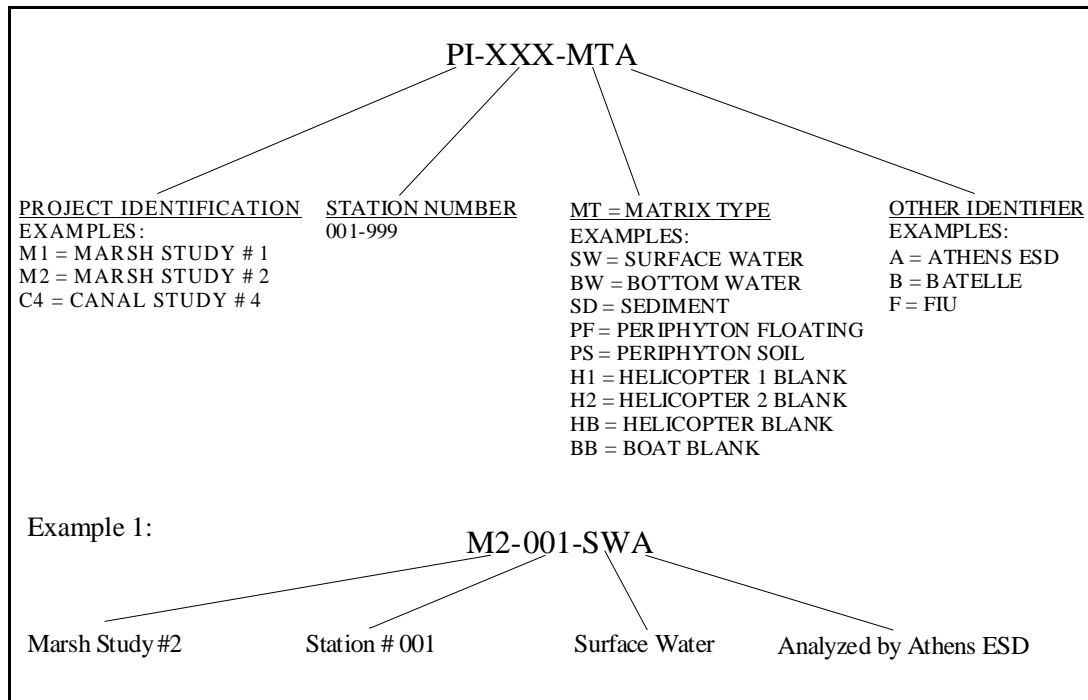 PI-XXX-MTA
PROJECT IDENTIFICATION
EXAMPLES:
M1 = MARSH STUDY # 1
M2 = MARSH STUDY # 2
C4 = CANAL STUDY # 4
STATION NUMBER
001-999
MT = MATRIX TYPE
EXAMPLES:
SW = SURFACE WATER
BW = BOTTOM WATER
SD = SEDIMENT
PF = PERIPHYTON FLOATING
PS = PERIPHYTON SOIL
H1 = HELICOPTER 1 BLANK
H2 = HELICOPTER 2 BLANK
HB = HELICOPTER BLANK
BB = BOAT BLANK
OTHER IDENTIFIER
EXAMPLES:
A = ATHENS ESD
B = BATELLE
F = FIU
Example 1:
M2-001-SWA
Marsh Study #2
Station # 001
Surface Water
Analyzed by Athens ESD